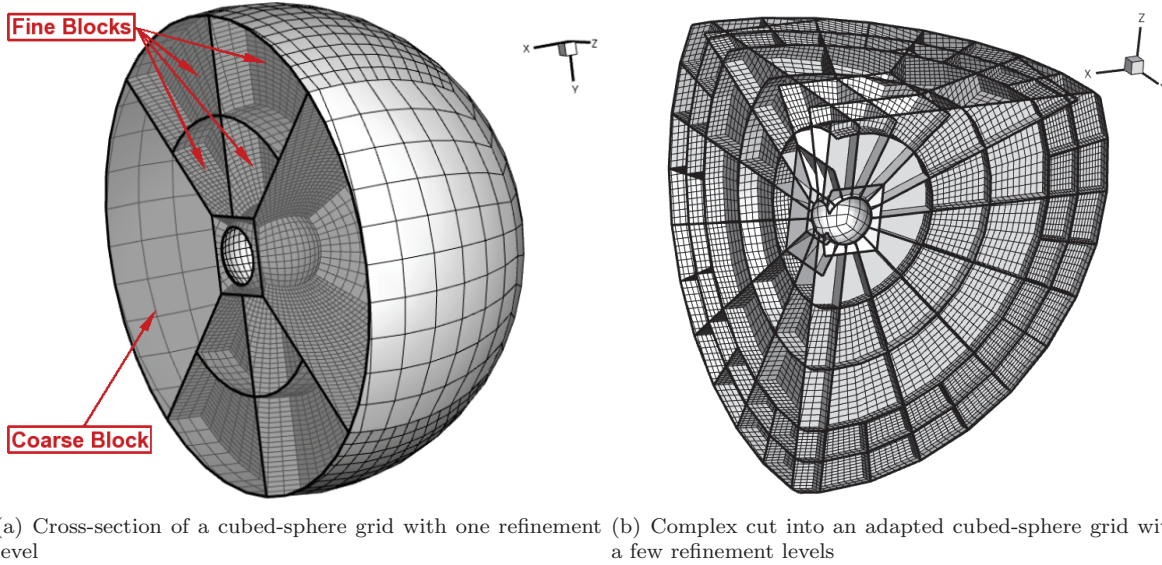 Fine Blocks
X
Z
Y
Z
X
Coarse Block
a) Cross-section of a cubed-sphere grid with one refinement
evel
(b) Complex cut into an adapted cubed-sphere grid wit
a few refinement levels